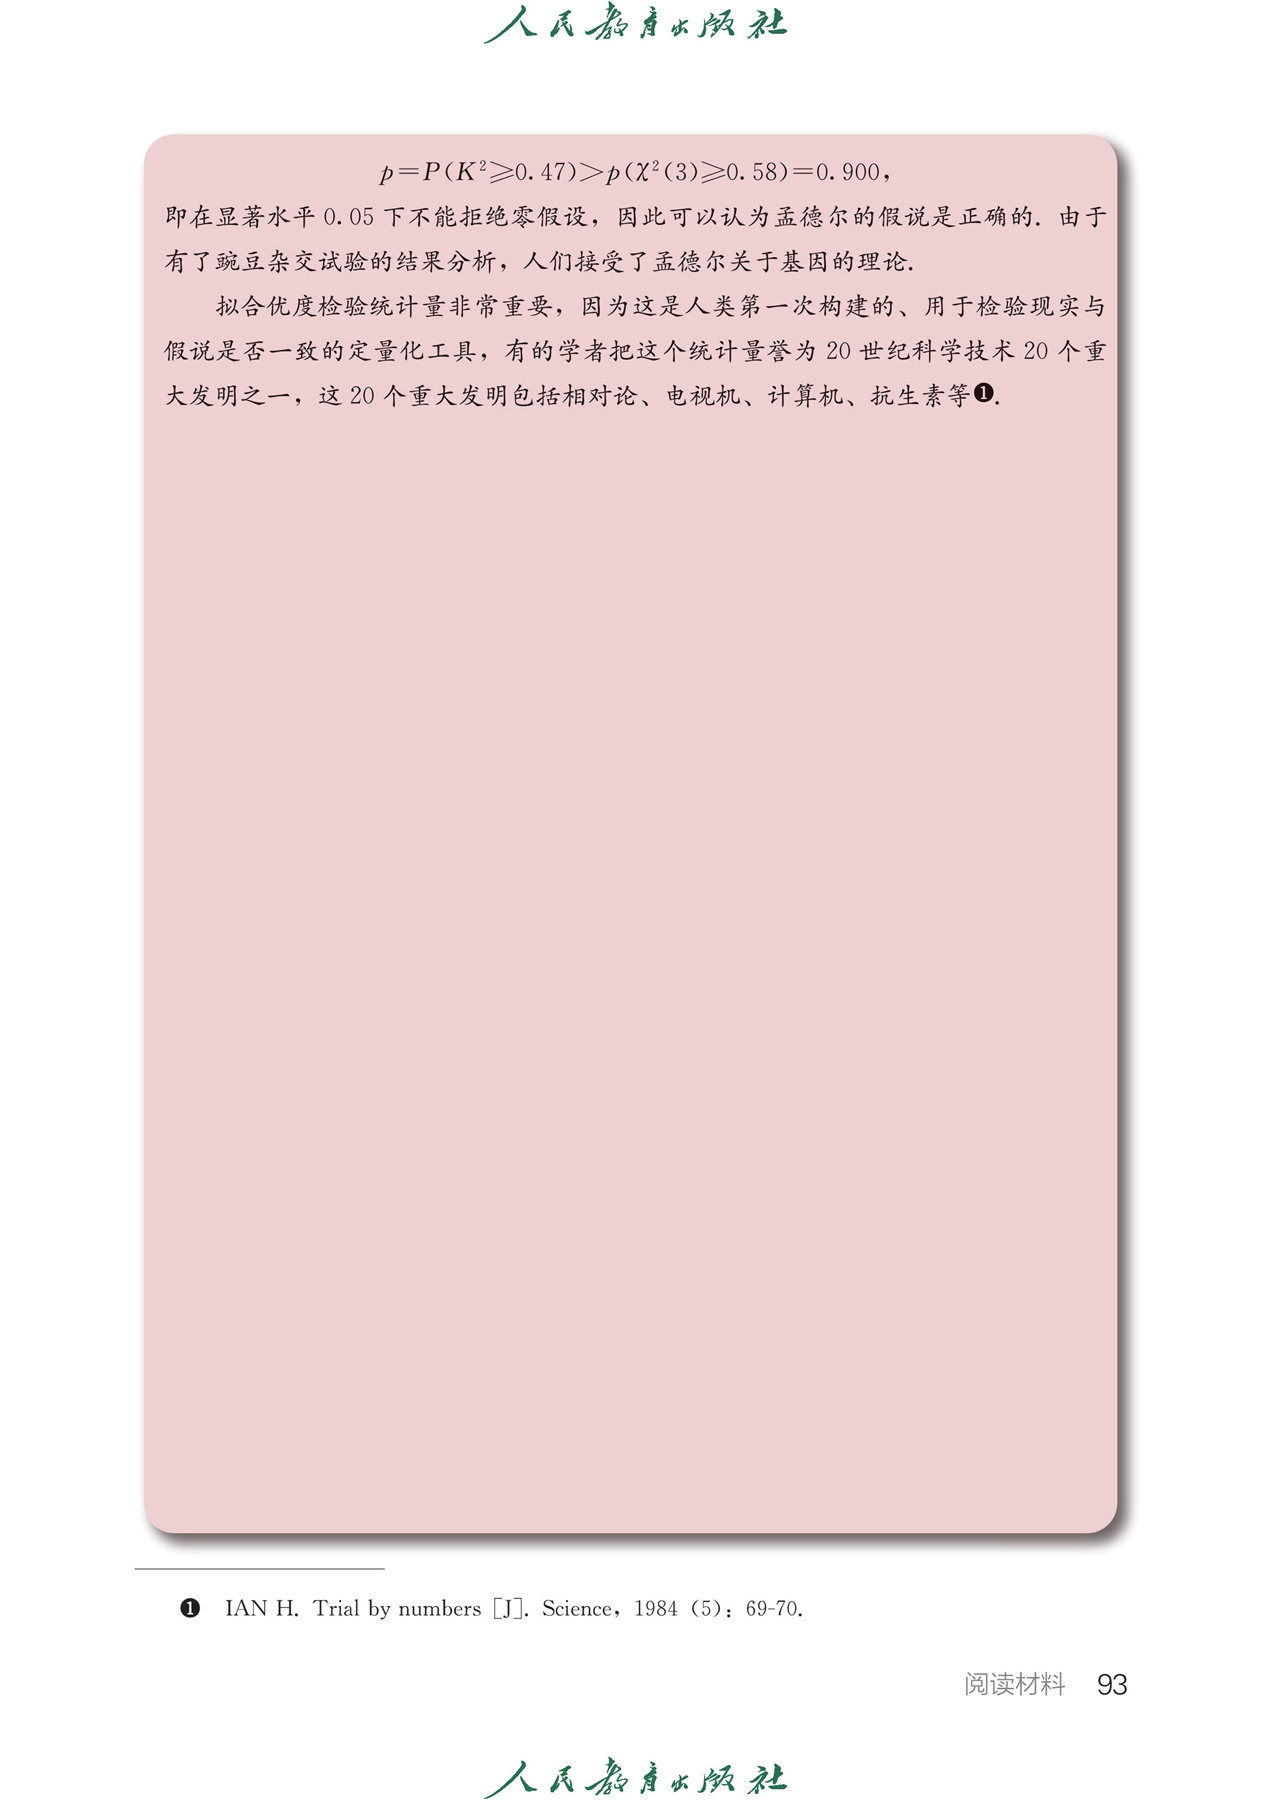 人民教育出版社
p=P(K²≥0.47)>p(χ²(3)≥0.58)=0.900,
即在显著水平 0.05 下不能拒绝零假设，因此可以认为孟德尔的假说是正确的. 由于
有了豌豆杂交试验的结果分析，人们接受了孟德尔关于基因的理论.
拟合优度检验统计量非常重要，因为这是人类第一次构建的、用于检验现实与
假说是否一致的定量化工具，有的学者把这个统计量誉为 20 世纪科学技术 20 个重
大发明之一，这 20 个重大发明包括相对论、电视机、计算机、抗生素等❶.
❶ IAN H. Trial by numbers [J]. Science，1984（5）：69-70.
阅读材料 93
人民教育出版社